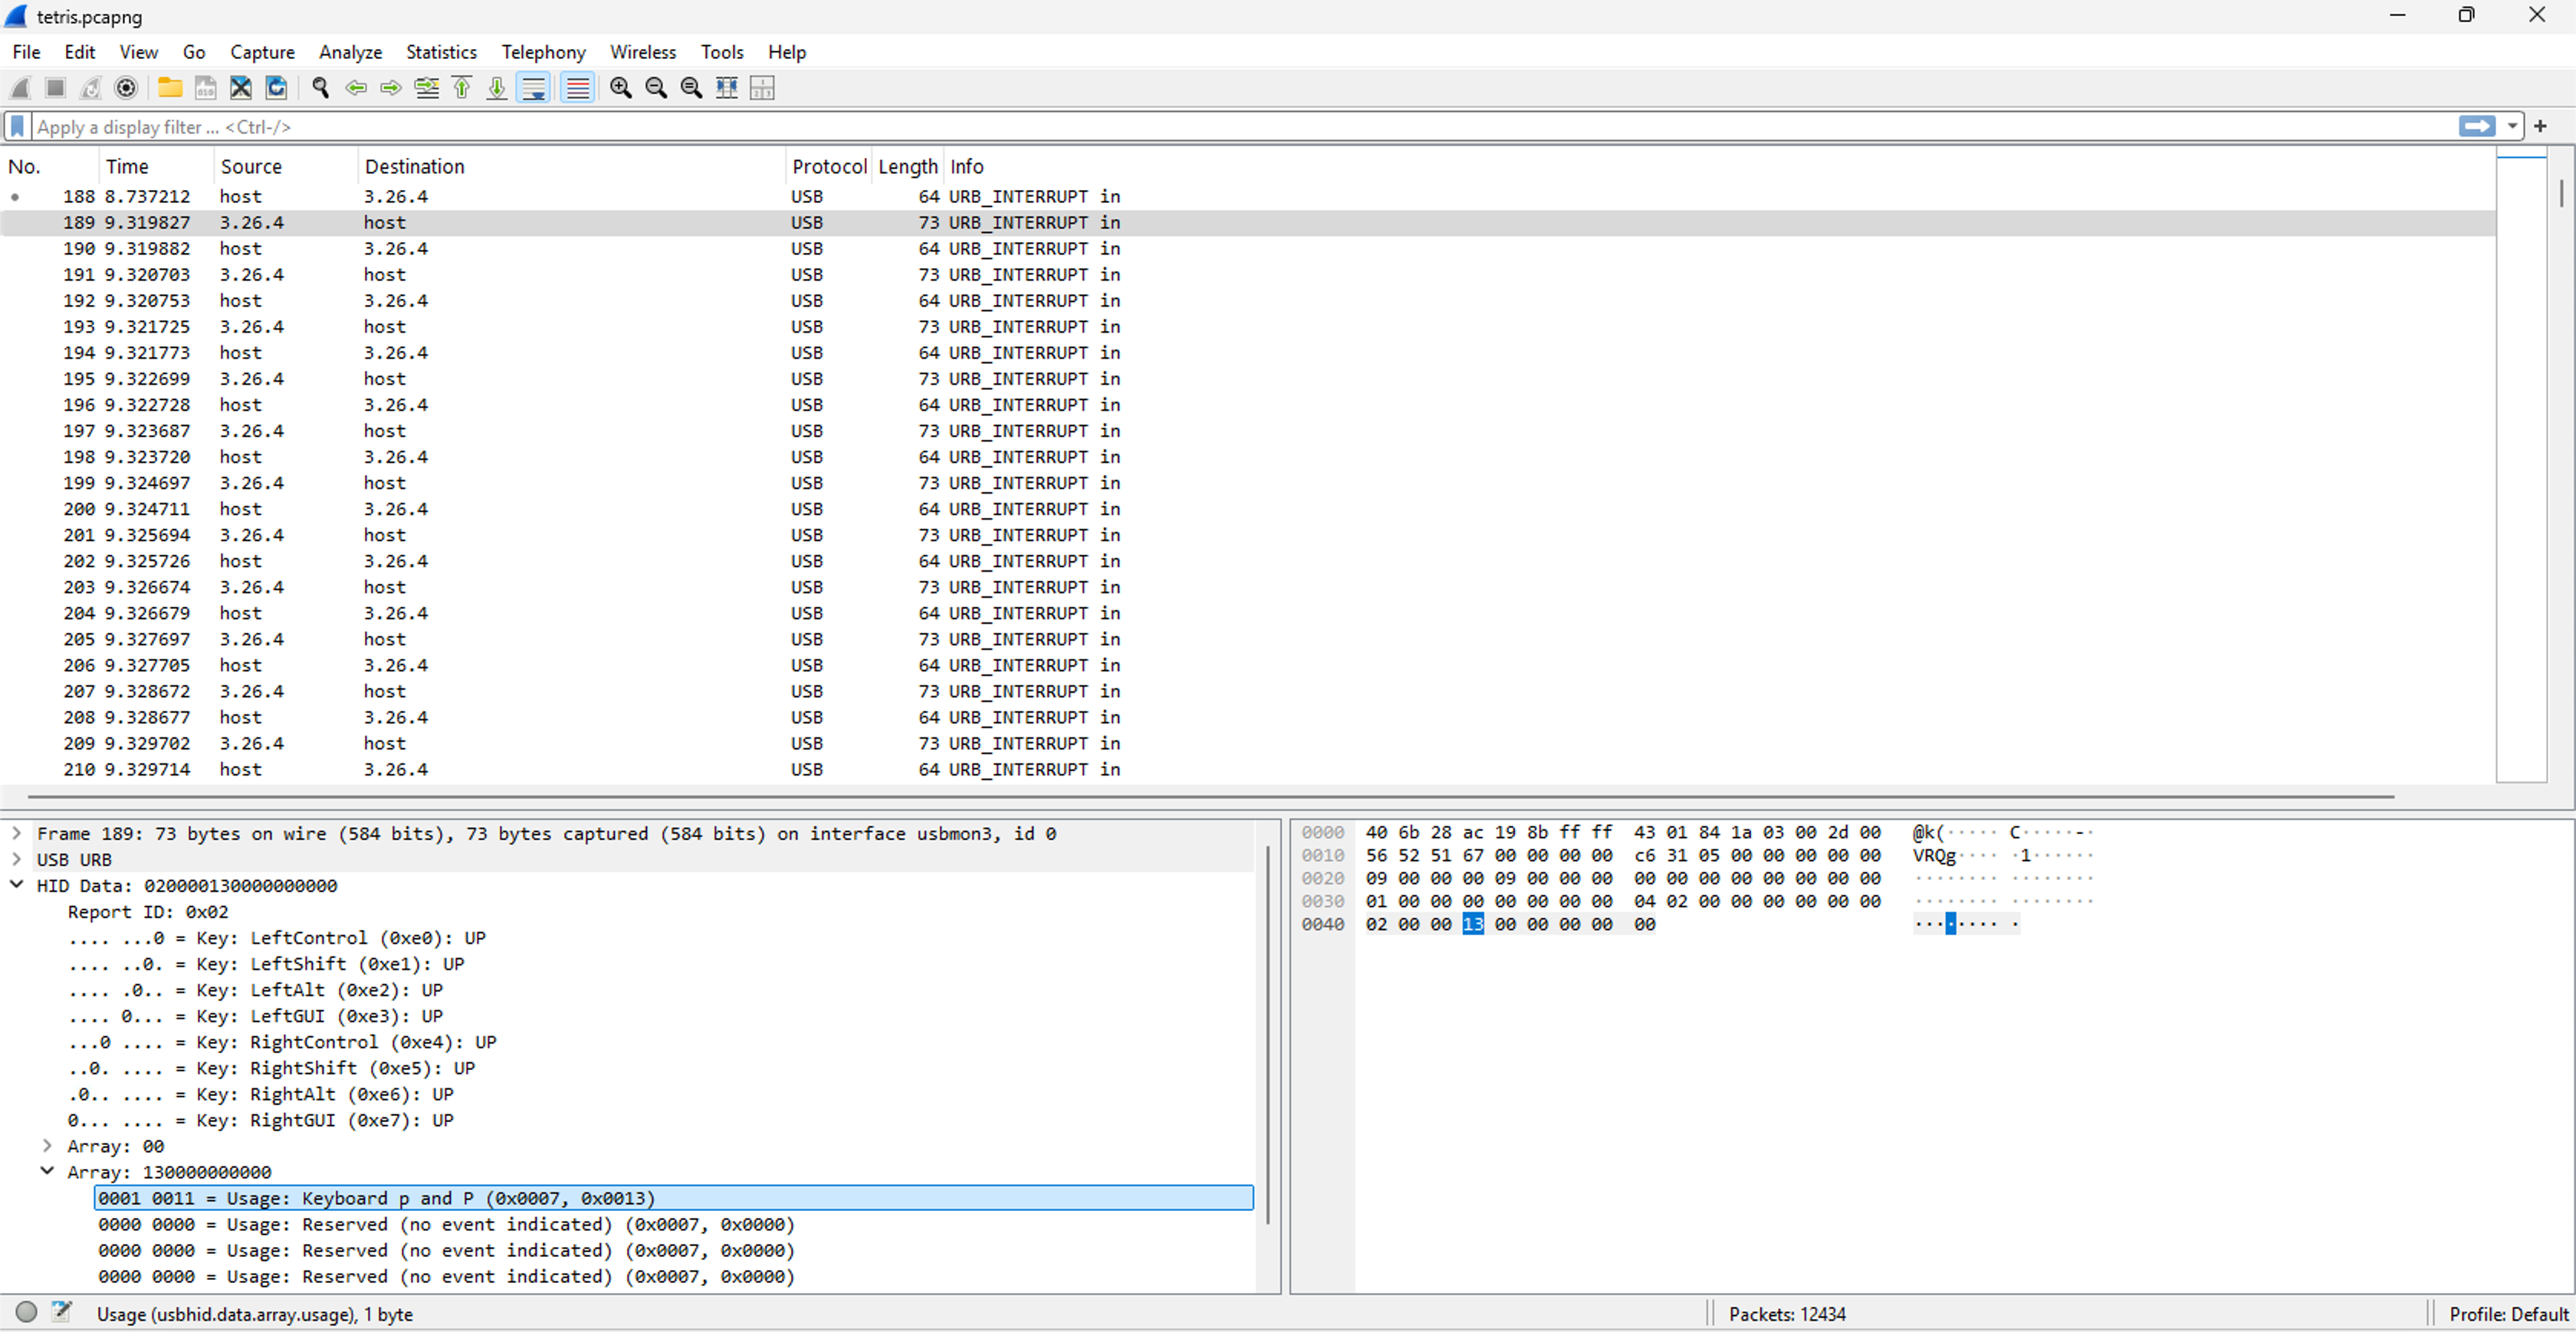 tetris.pcapng
File Edit View Go Capture Analyze Statistics Telephony Wireless Tools Help
Apply a display filter ... <Ctrl-/>
No. Time Source Destination Protocol Length Info
188 8.737212 host 3.26.4 USB 64 URB_INTERRUPT in
189 9.319827 3.26.4 host USB 73 URB_INTERRUPT in
190 9.319882 host 3.26.4 USB 64 URB_INTERRUPT in
191 9.320703 3.26.4 host USB 73 URB_INTERRUPT in
192 9.320753 host 3.26.4 USB 64 URB_INTERRUPT in
193 9.321725 3.26.4 host USB 73 URB_INTERRUPT in
194 9.321773 host 3.26.4 USB 64 URB_INTERRUPT in
195 9.322699 3.26.4 host USB 73 URB_INTERRUPT in
196 9.322728 host 3.26.4 USB 64 URB_INTERRUPT in
197 9.323687 3.26.4 host USB 73 URB_INTERRUPT in
198 9.323720 host 3.26.4 USB 64 URB_INTERRUPT in
199 9.324697 3.26.4 host USB 73 URB_INTERRUPT in
200 9.324711 host 3.26.4 USB 64 URB_INTERRUPT in
201 9.325694 3.26.4 host USB 73 URB_INTERRUPT in
202 9.325726 host 3.26.4 USB 64 URB_INTERRUPT in
203 9.326674 3.26.4 host USB 73 URB_INTERRUPT in
204 9.326679 host 3.26.4 USB 64 URB_INTERRUPT in
205 9.327697 3.26.4 host USB 73 URB_INTERRUPT in
206 9.327705 host 3.26.4 USB 64 URB_INTERRUPT in
207 9.328672 3.26.4 host USB 73 URB_INTERRUPT in
208 9.328677 host 3.26.4 USB 64 URB_INTERRUPT in
209 9.329702 3.26.4 host USB 73 URB_INTERRUPT in
210 9.329714 host 3.26.4 USB 64 URB_INTERRUPT in
Frame 189: 73 bytes on wire (584 bits), 73 bytes captured (584 bits) on interface usbmon3, id 0
USB URB
HID Data: 020000130000000000
Report ID: 0x02
.... ...0 = Key: LeftControl (0xe0): UP
.... ..0. = Key: LeftShift (0xe1): UP
.... .0.. = Key: LeftAlt (0xe2): UP
.... 0... = Key: LeftGUI (0xe3): UP
...0 .... = Key: RightControl (0xe4): UP
..0. .... = Key: RightShift (0xe5): UP
.0.. .... = Key: RightAlt (0xe6): UP
0... .... = Key: RightGUI (0xe7): UP
Array: 00
Array: 130000000000
0001 0011 = Usage: Keyboard p and P (0x0007, 0x0013)
0000 0000 = Usage: Reserved (no event indicated) (0x0007, 0x0000)
0000 0000 = Usage: Reserved (no event indicated) (0x0007, 0x0000)
0000 0000 = Usage: Reserved (no event indicated) (0x0007, 0x0000)
0000 40 6b 28 ac 19 8b ff ff 43 01 84 1a 03 00 2d 00 @k(····· C·····-·
0010 56 52 51 67 00 00 00 00 c6 31 05 00 00 00 00 00 VRQg···· ·1······
0020 09 00 00 00 09 00 00 00 00 00 00 00 00 00 00 00 ········ ········
0030 01 00 00 00 00 00 00 00 04 02 00 00 00 00 00 00 ········ ········
0040 02 00 00 13 00 00 00 00 00 ········ ·
Usage (usbhid.data.array.usage), 1 byte
Packets: 12434
Profile: Default